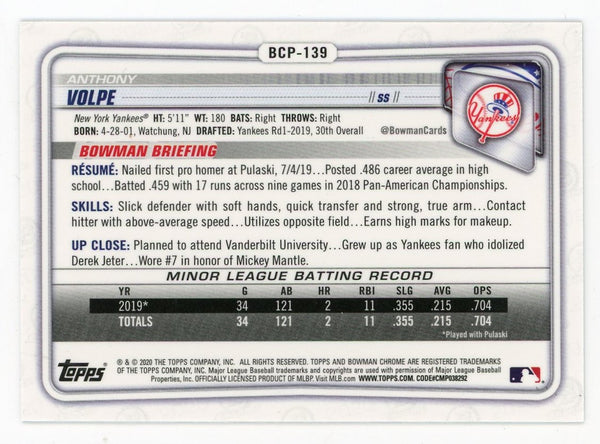 BCP-139
ANTHONY
VOLPE // SS //
New York Yankees® HT: 5'11" WT: 180 BATS: Right THROWS: Right
BORN: 4-28-01, Watchung, NJ DRAFTED: Yankees Rd1-2019, 30th Overall @BowmanCards
Yankees
BOWMAN BRIEFING
RÉSUMÉ: Nailed first pro homer at Pulaski, 7/4/19...Posted .486 career average in high
school...Batted .459 with 17 runs across nine games in 2018 Pan-American Championships.
SKILLS: Slick defender with soft hands, quick transfer and strong, true arm...Contact
hitter with above-average speed...Utilizes opposite field...Earns high marks for makeup.
UP CLOSE: Planned to attend Vanderbilt University...Grew up as Yankees fan who idolized
Derek Jeter...Wore #7 in honor of Mickey Mantle.
MINOR LEAGUE BATTING RECORD
YR G AB HR RBI SLG AVG OPS
2019* 34 121 2 11 .355 .215 .704
TOTALS 34 121 2 11 .355 .215 .704
*Played with Pulaski
Topps
® & © 2020 THE TOPPS COMPANY, INC. ALL RIGHTS RESERVED. TOPPS AND BOWMAN CHROME ARE REGISTERED TRADEMARKS
OF THE TOPPS COMPANY, INC. Major League Baseball trademarks and copyrights are used with permission of Major League Baseball
Properties, Inc. OFFICIALLY LICENSED PRODUCT OF MLBP. Visit MLB.com WWW.TOPPS.COM. CODE#CMP038292